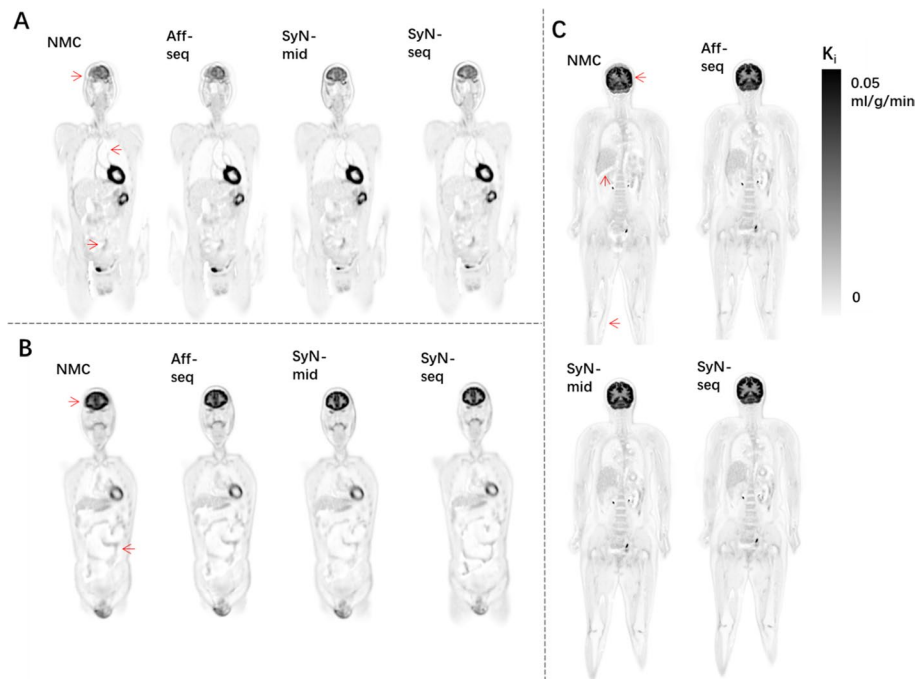 A
NMC
Aff-
seq
SyN-
mid
SyN-
seq
B
NMC
Aff-
seq
SyN-
mid
SyN-
seq
C
NMC
Aff-
seq
Ki
0.05
ml/g/min
0
SyN-
mid
SyN-
seq